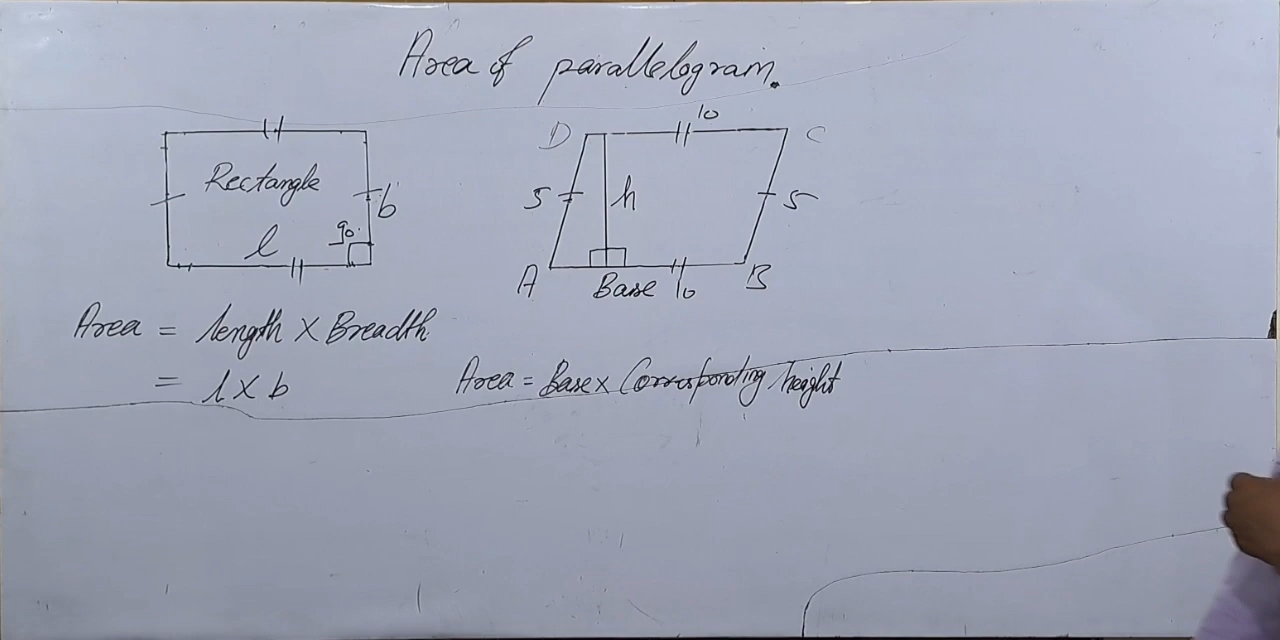 Area of parallelogram.
Rectangle
b
l
90°
D
10
C
5
h
5
A
Base
10
B
Area = length × Breadth
= l × b
Area = Base × Corresponding height